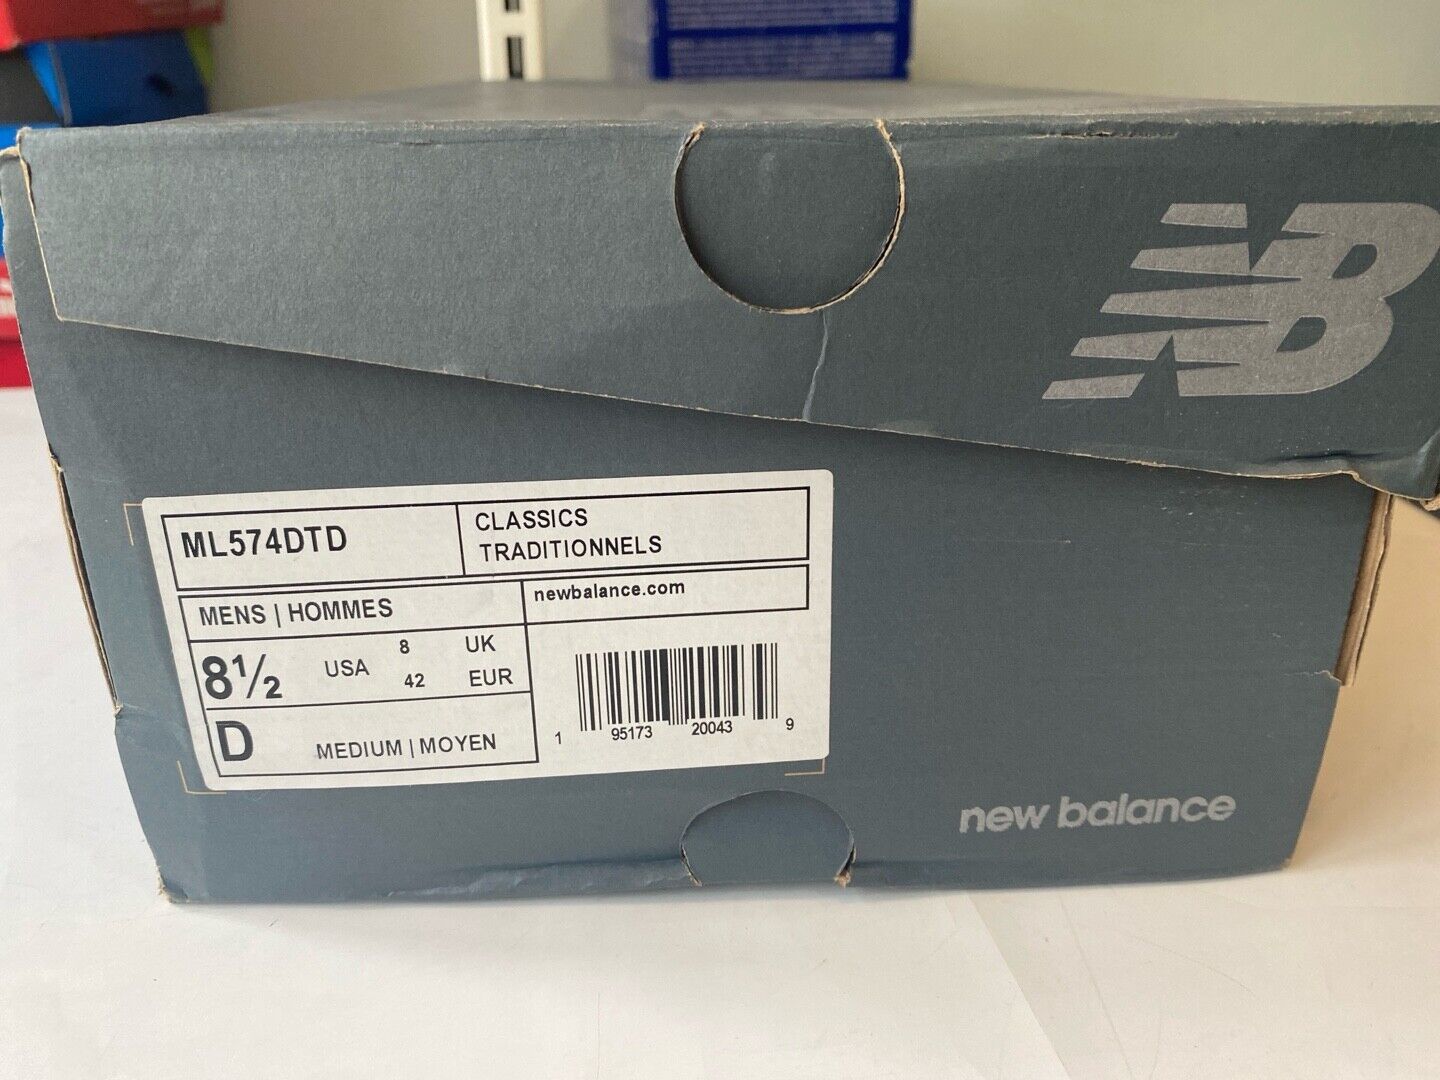 NB
ML574DTD
CLASSICS
TRADITIONNELS
MENS | HOMMES
newbalance.com
8½ USA 8 UK
42 EUR
D MEDIUM | MOYEN
1 95173 20043 9
new balance